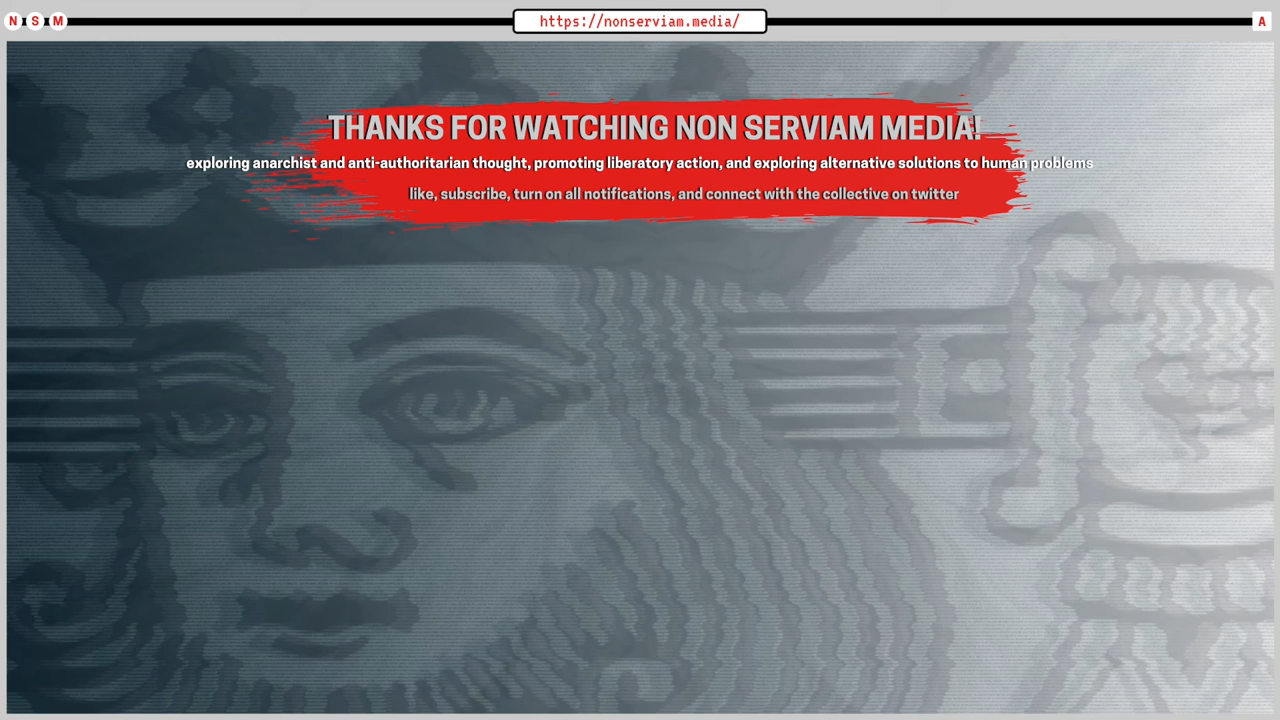 N S M
https://nonserviam.media/
A
THANKS FOR WATCHING NON SERVIAM MEDIA!
exploring anarchist and anti-authoritarian thought, promoting liberatory action, and exploring alternative solutions to human problems
like, subscribe, turn on all notifications, and connect with the collective on twitter